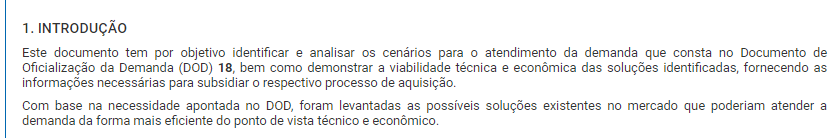 1. INTRODUÇÃO
Este documento tem por objetivo identificar e analisar os cenários para o atendimento da demanda que consta no Documento de
Oficialização da Demanda (DOD) 18, bem como demonstrar a viabilidade técnica e econômica das soluções identificadas, fornecendo as
informações necessárias para subsidiar o respectivo processo de aquisição.
Com base na necessidade apontada no DOD, foram levantadas as possíveis soluções existentes no mercado que poderiam atender a
demanda da forma mais eficiente do ponto de vista técnico e econômico.